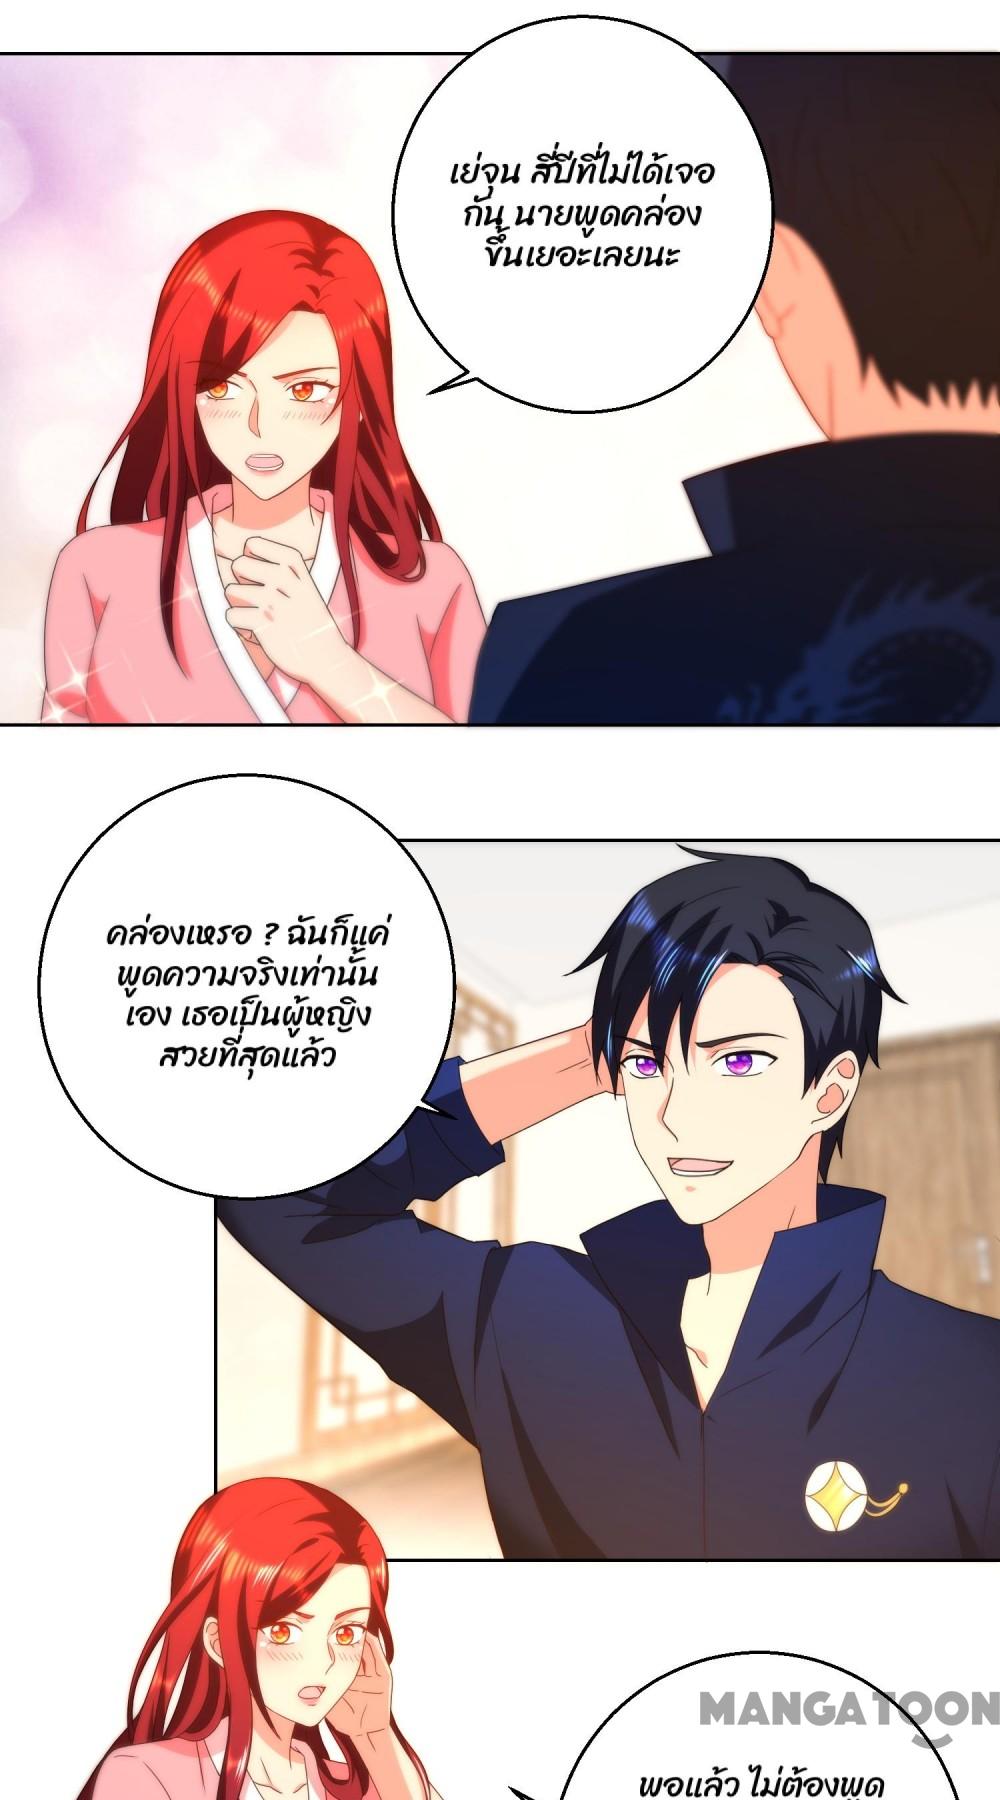 เย่จุน สี่ปีที่ไม่ได้เจอ
กัน นายพูดคล่อง
ขึ้นเยอะเลยนะ
คล่องเหรอ ? ฉันก็แค่
พูดความจริงเท่านั้น
เอง เธอเป็นผู้หญิง
สวยที่สุดแล้ว
MANGATOON
พอแล้ว ไม่ต้องพูด